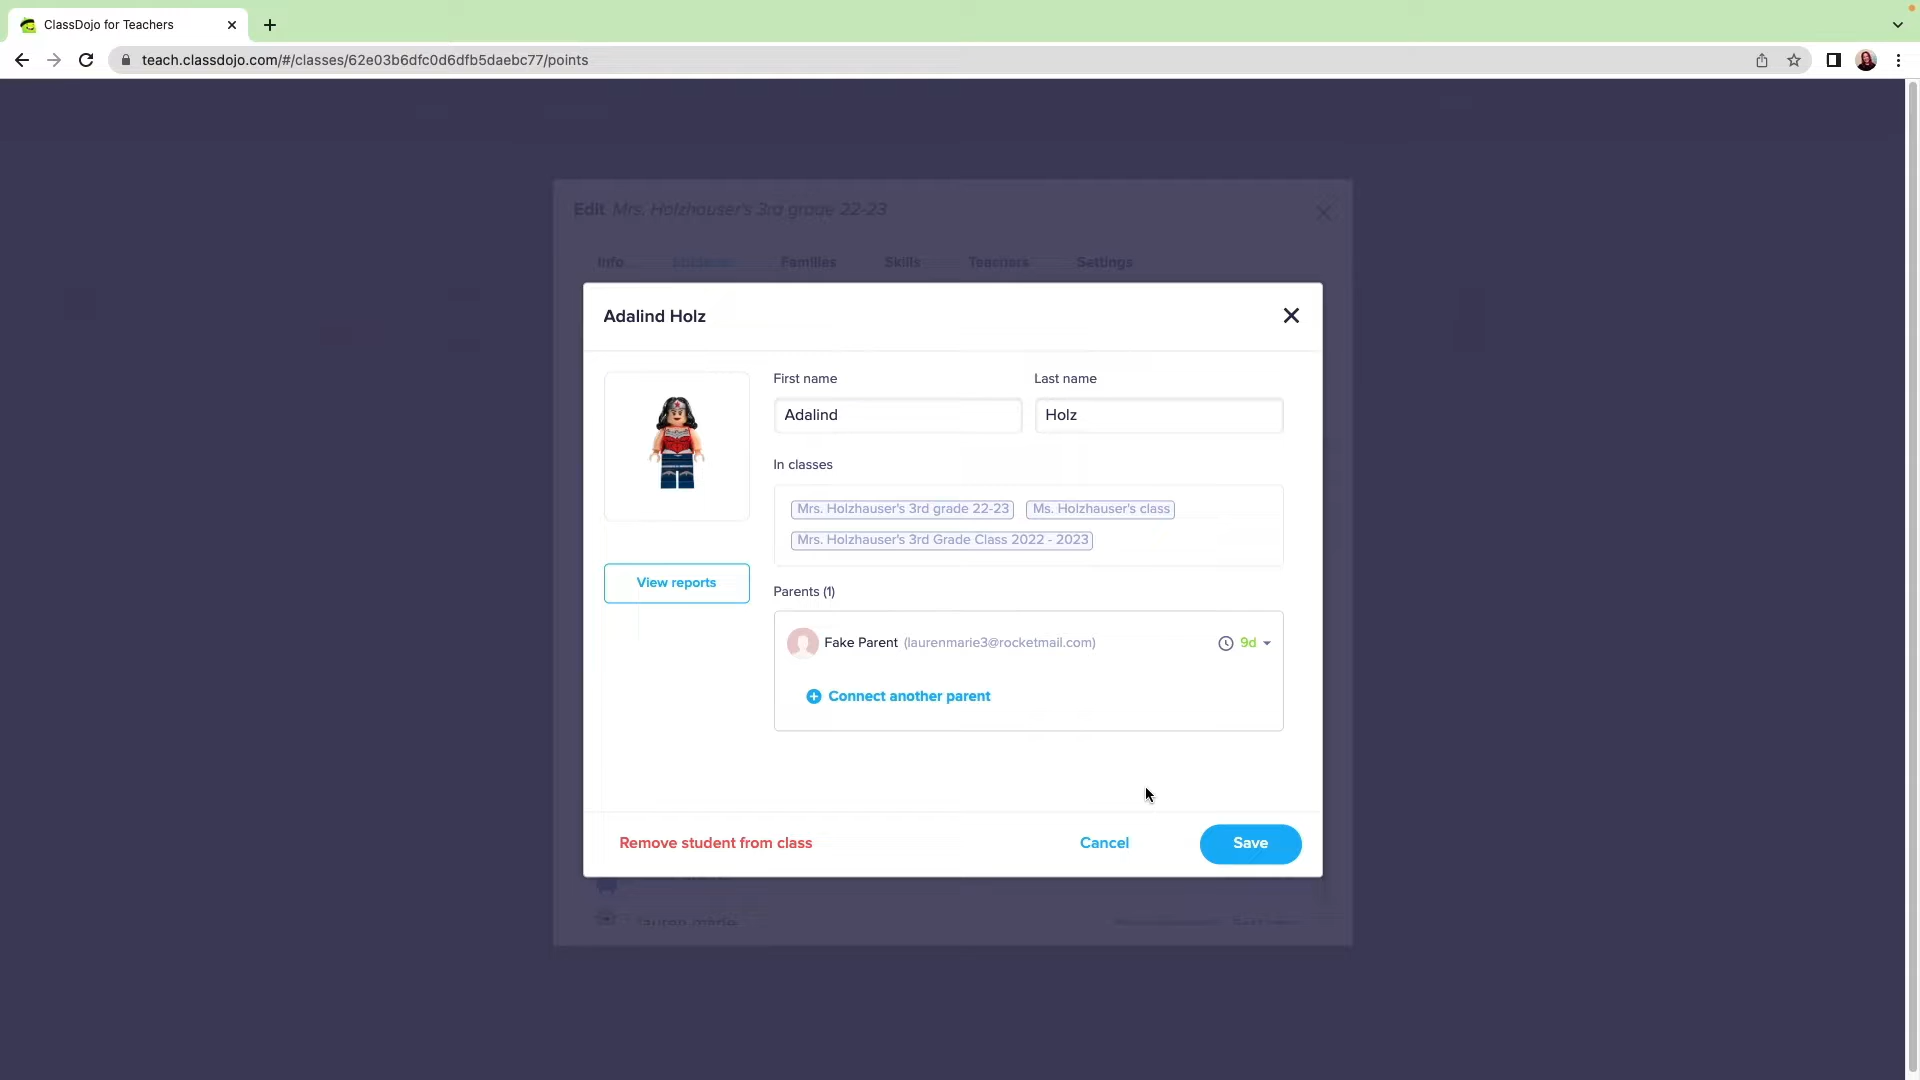 ClassDojo for Teachers
teach.classdojo.com/#/classes/62e03b6dfc0d6dfb5daebc77/points
Edit Mrs. Holzhauser's 3rd grade 22-23
Info Students Families Skills Teachers Settings
Adalind Holz
First name Last name
Adalind Holz
In classes
Mrs. Holzhauser's 3rd grade 22-23 Ms. Holzhauser's class
Mrs. Holzhauser's 3rd Grade Class 2022 - 2023
View reports
Parents (1)
Fake Parent (laurenmarie3@rocketmail.com) 9d
Connect another parent
Remove student from class Cancel Save
lauren marie